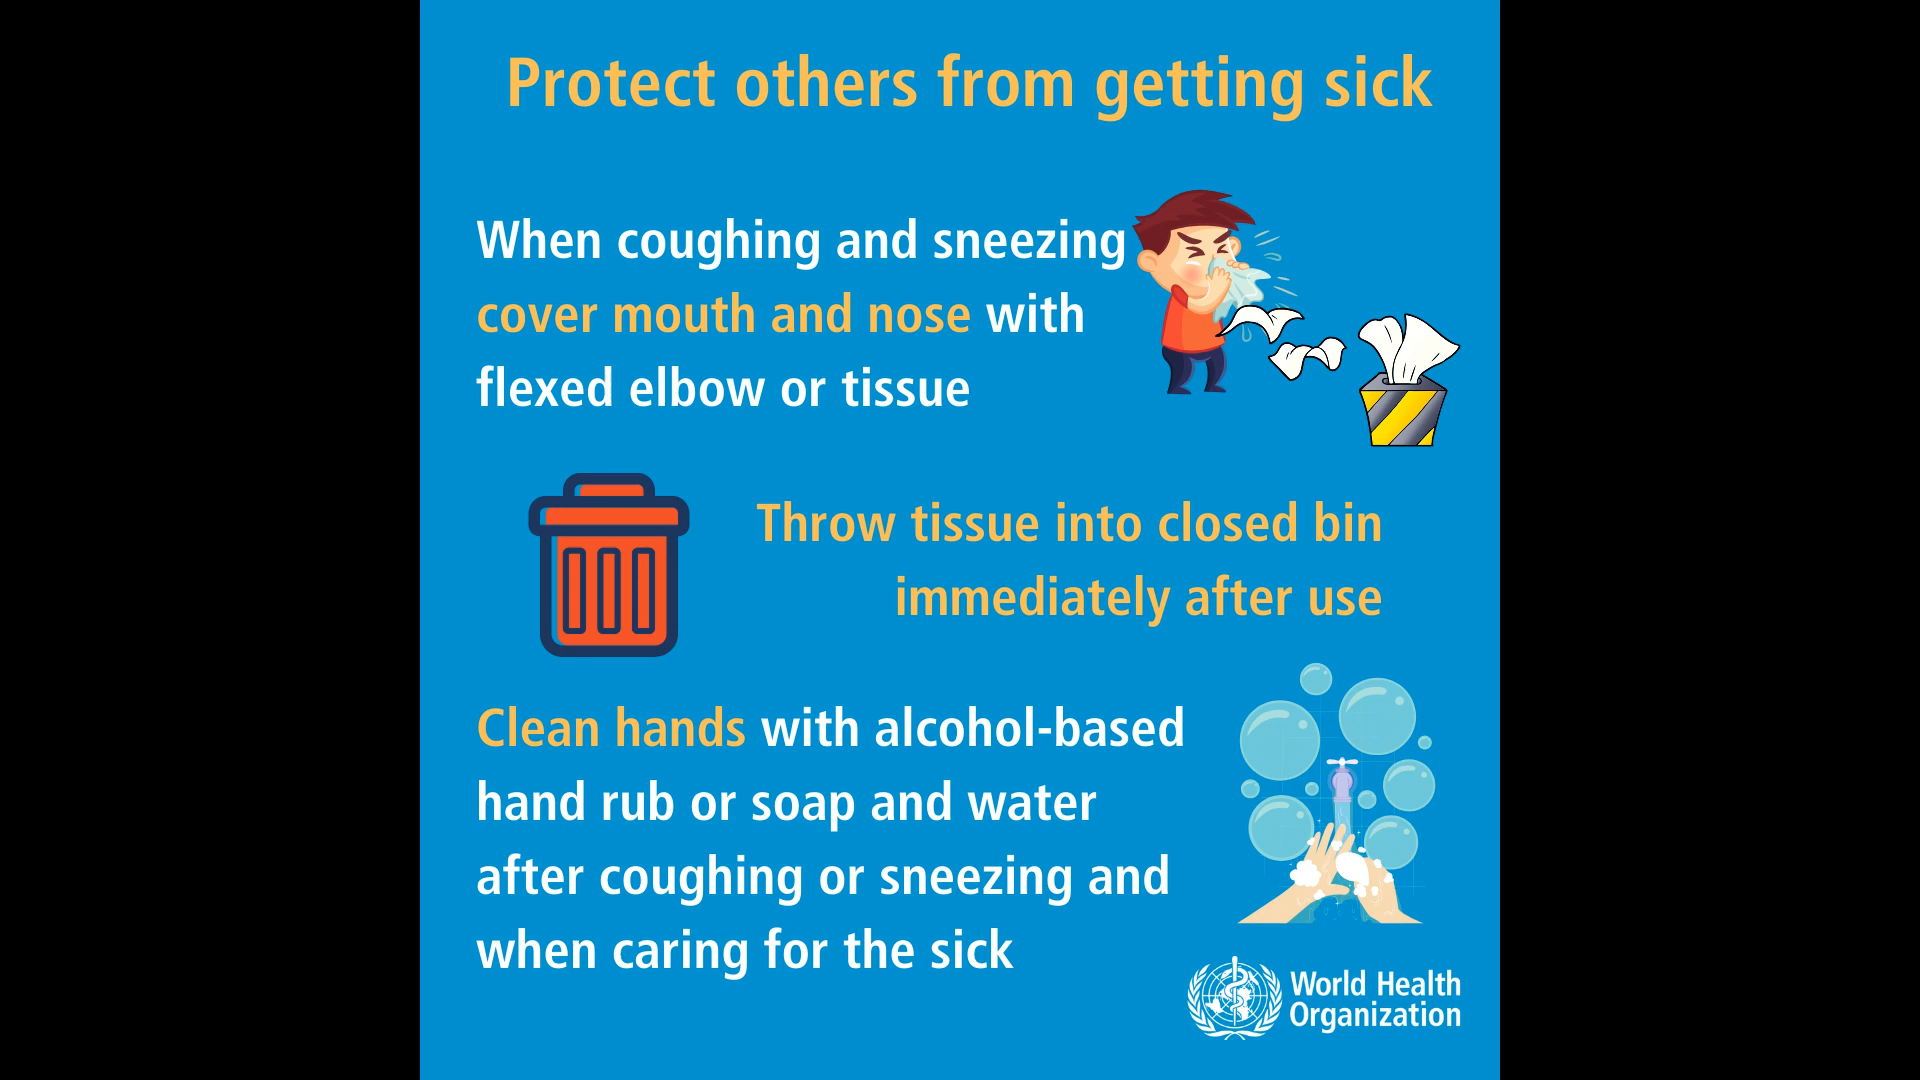 Protect others from getting sick
When coughing and sneezing
cover mouth and nose with
flexed elbow or tissue
Throw tissue into closed bin
immediately after use
Clean hands with alcohol-based
hand rub or soap and water
after coughing or sneezing and
when caring for the sick
World Health
Organization